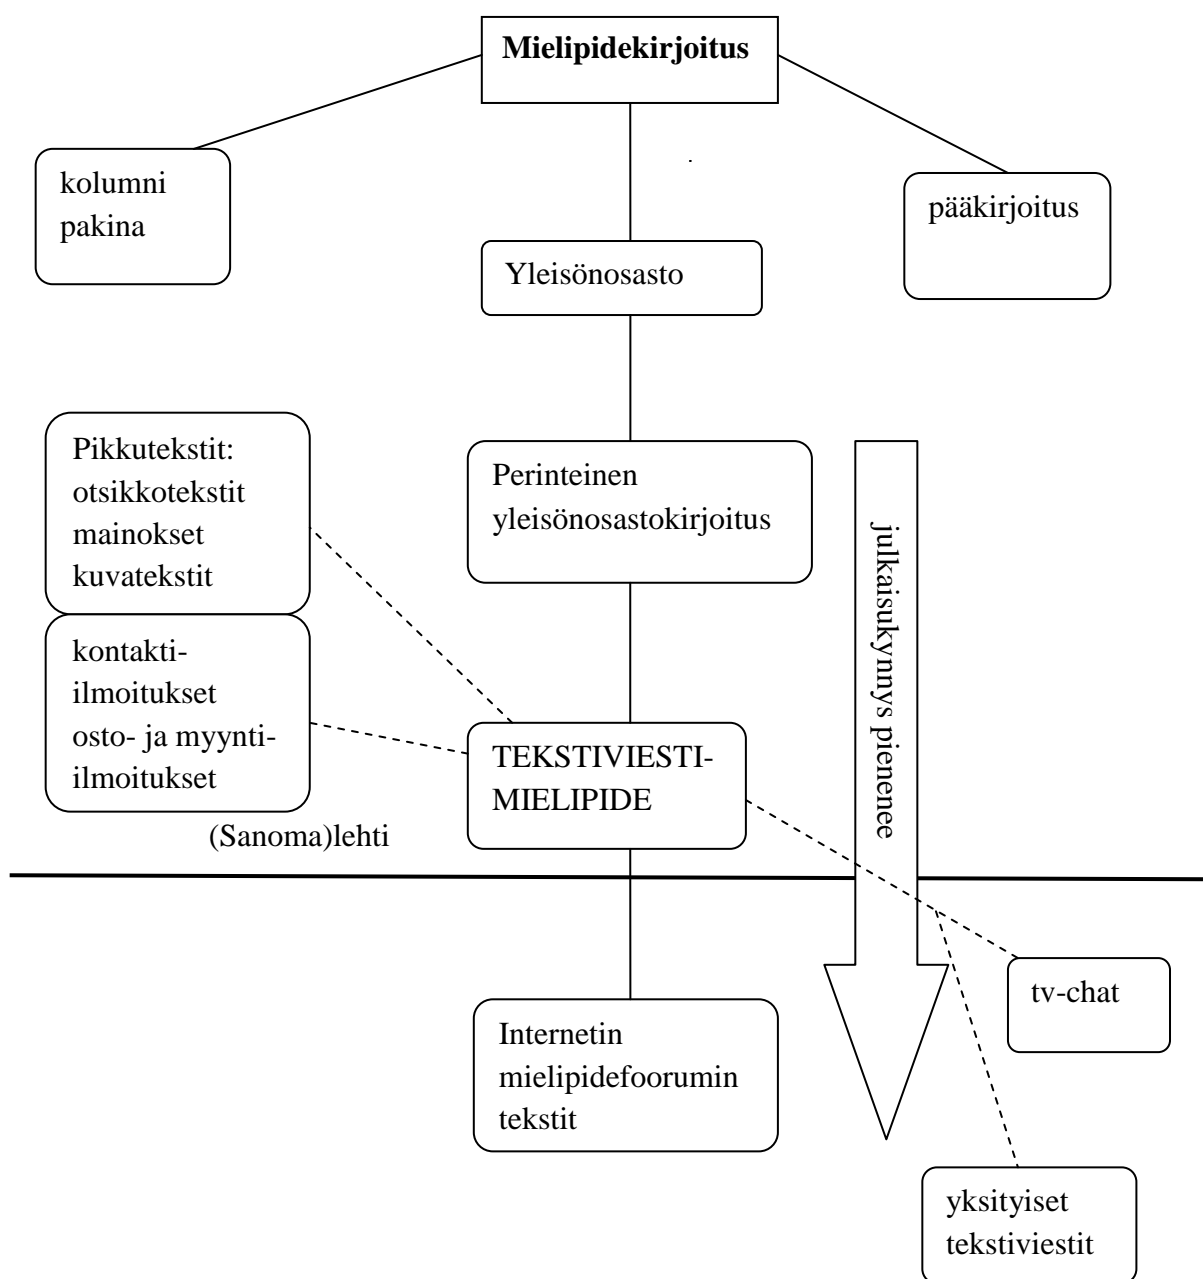 Mielipidekirjoitus
kolumni
pakina
pääkirjoitus
Yleisönosasto
Pikkutekstit:
otsikkotekstit
mainokset
kuvatekstit
Perinteinen
yleisönosastokirjoitus
julkaisukynnys pienenee
kontakti-
ilmoitukset
osto- ja myynti-
ilmoitukset
TEKSTIVIESTI-
MIELIPIDE
(Sanoma)lehti
tv-chat
Internetin
mielipidefoorumin
tekstit
yksityiset
tekstiviestit